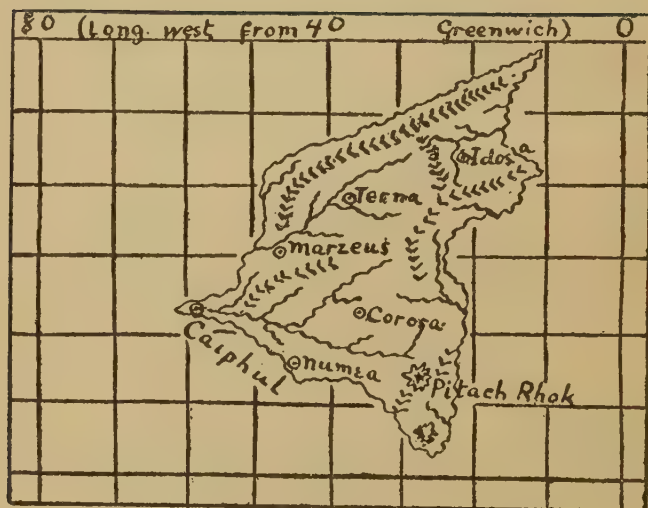 80 (Long. west from 40 Greenwich) 0
Idosa
Terna
marzeus
Corosa
Caiphul
numea
Pitach Rhok